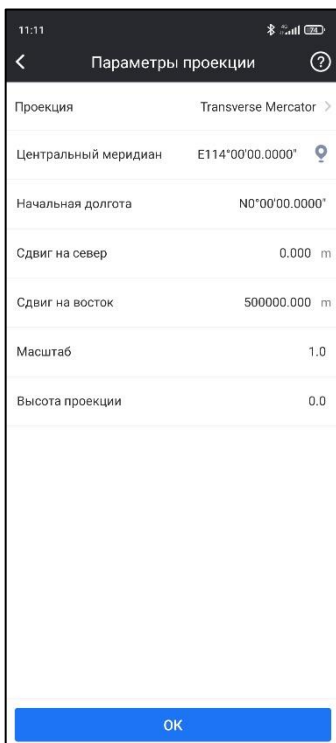 11:11
74
Параметры проекции
Проекция Transverse Mercator
Центральный меридиан E114°00'00.0000"
Начальная долгота N0°00'00.0000"
Сдвиг на север 0.000 m
Сдвиг на восток 500000.000 m
Масштаб 1.0
Высота проекции 0.0
ОК